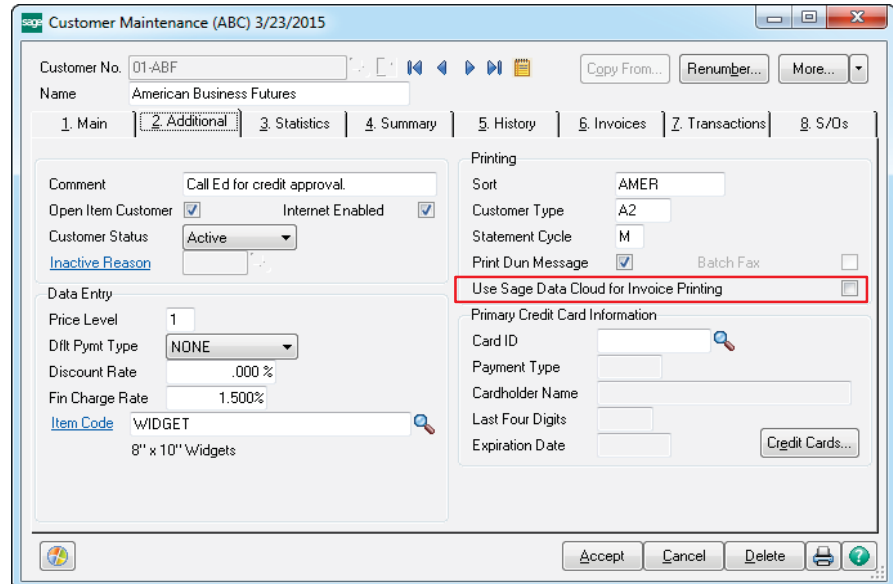 sage Customer Maintenance (ABC) 3/23/2015
Customer No. 01-ABF Copy From... Renumber... More...
Name American Business Futures
1. Main 2. Additional 3. Statistics 4. Summary 5. History 6. Invoices 7. Transactions 8. S/Os
Comment Call Ed for credit approval.
Open Item Customer Internet Enabled
Customer Status Active
Inactive Reason
Printing
Sort AMER
Customer Type A2
Statement Cycle M
Print Dun Message Batch Fax
Use Sage Data Cloud for Invoice Printing
Data Entry
Price Level 1
Dflt Pymt Type NONE
Discount Rate .000 %
Fin Charge Rate 1.500%
Item Code WIDGET
8" x 10" Widgets
Primary Credit Card Information
Card ID
Payment Type
Cardholder Name
Last Four Digits
Expiration Date
Credit Cards...
Accept Cancel Delete